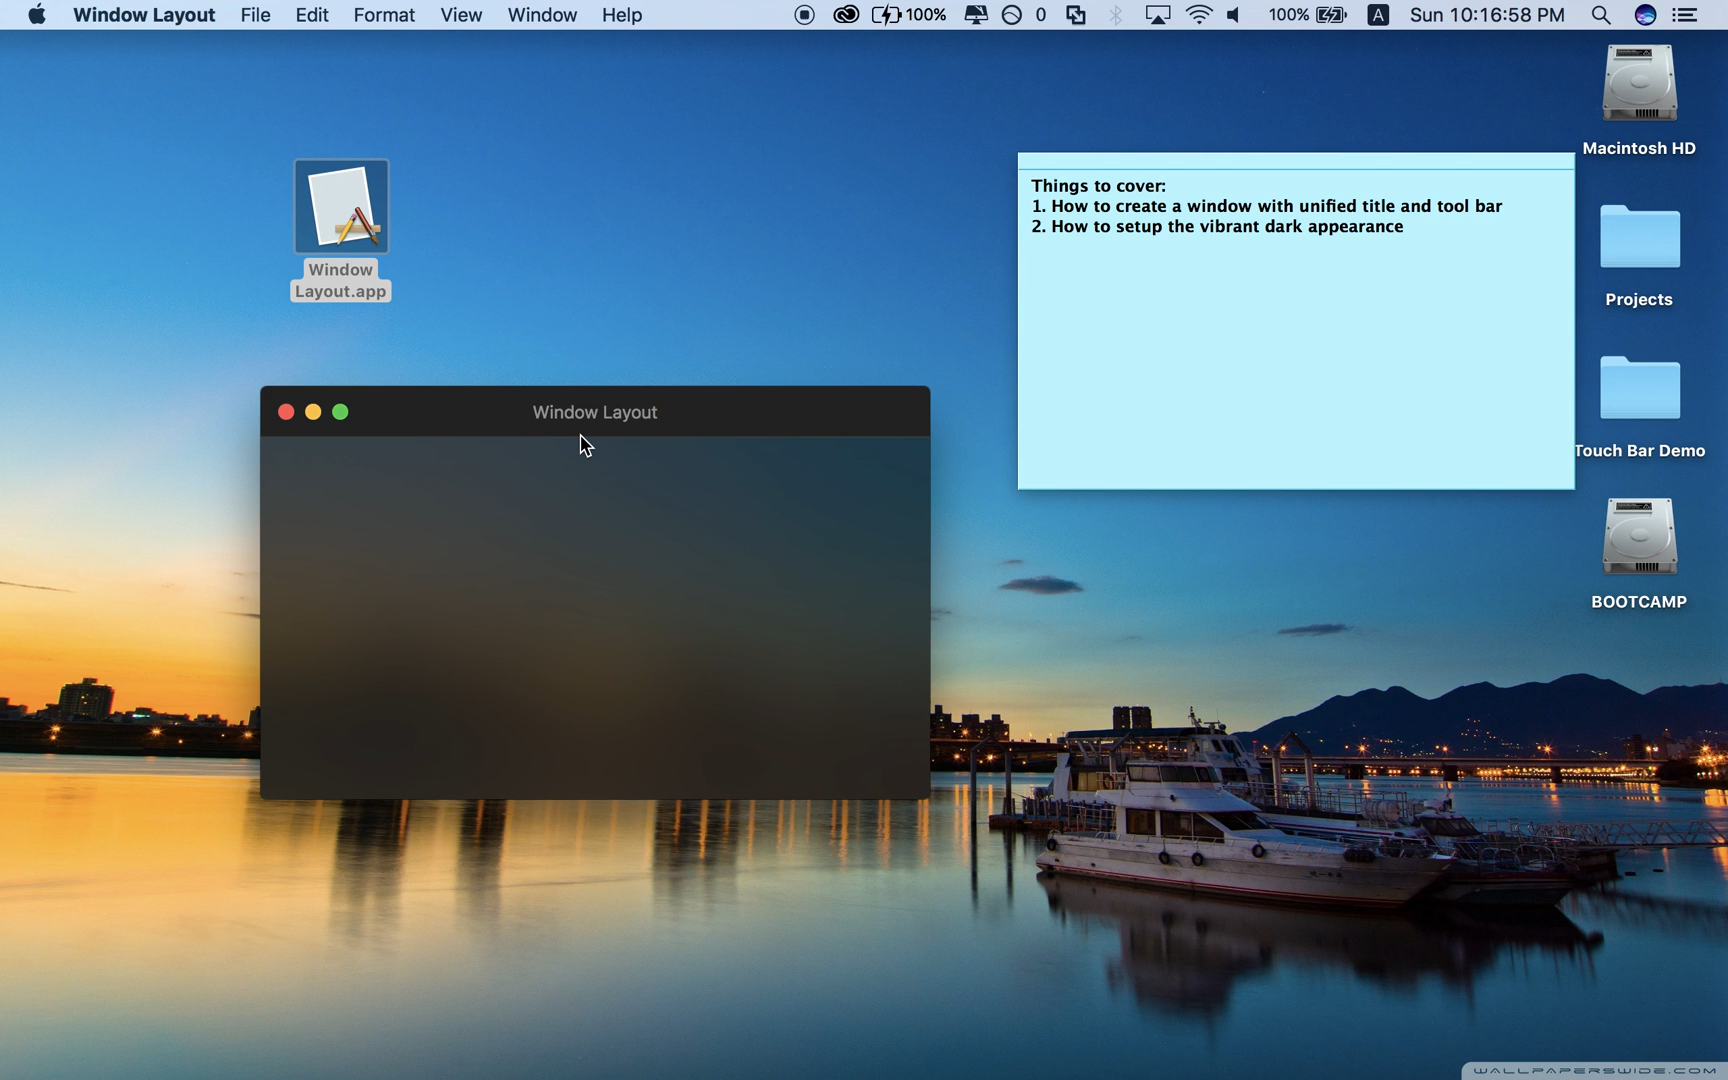 Window Layout File Edit Format View Window Help 100% 0 100% A Sun 10:16:58 PM
Macintosh HD
Things to cover:
1. How to create a window with unified title and tool bar
2. How to setup the vibrant dark appearance
Window
Layout.app
Projects
Window Layout
Touch Bar Demo
BOOTCAMP
WALLPAPERSWIDE.COM